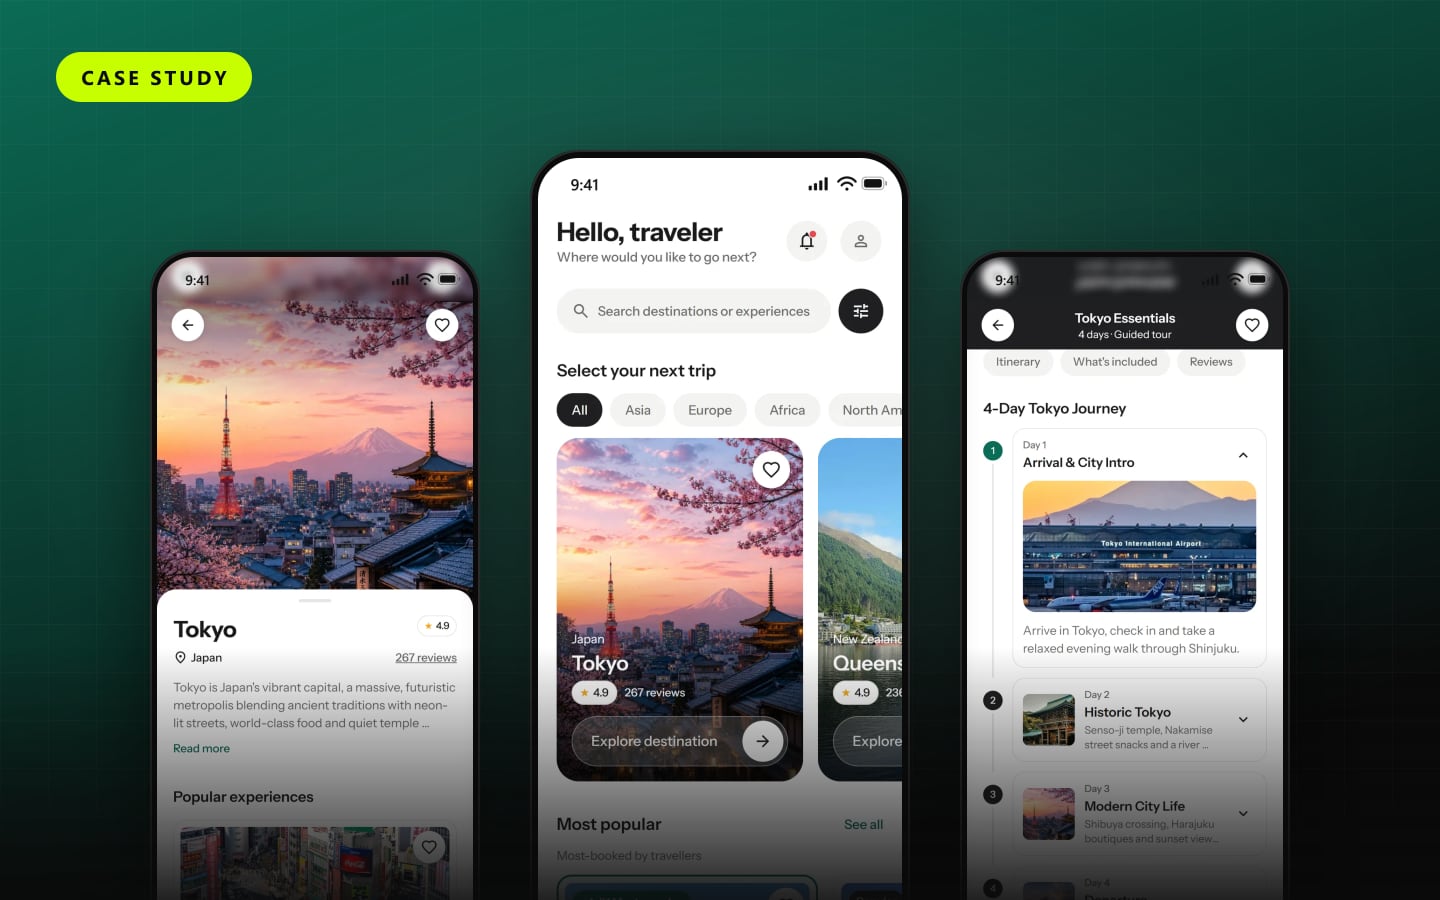 CASE STUDY
9:41
Tokyo
4.9
Japan
267 reviews
Tokyo is Japan's vibrant capital, a massive, futuristic
metropolis blending ancient traditions with neon-
lit streets, world-class food and quiet temple ...
Read more
Popular experiences
9:41
Hello, traveler
Where would you like to go next?
Search destinations or experiences
Select your next trip
All
Asia
Europe
Africa
North Am
Japan
Tokyo
4.9
267 reviews
Explore destination
New Zealand
Queens
4.9
236
Explore
Most popular
See all
Most-booked by travellers
9:41
Tokyo Essentials
4 days · Guided tour
Itinerary
What's included
Reviews
4-Day Tokyo Journey
1
Day 1
Arrival & City Intro
Tokyo International Airport
Arrive in Tokyo, check in and take a
relaxed evening walk through Shinjuku.
2
Day 2
Historic Tokyo
Senso-ji temple, Nakamise
street snacks and a river ...
3
Day 3
Modern City Life
Shibuya crossing, Harajuku
boutiques and sunset view...
4
Day 4